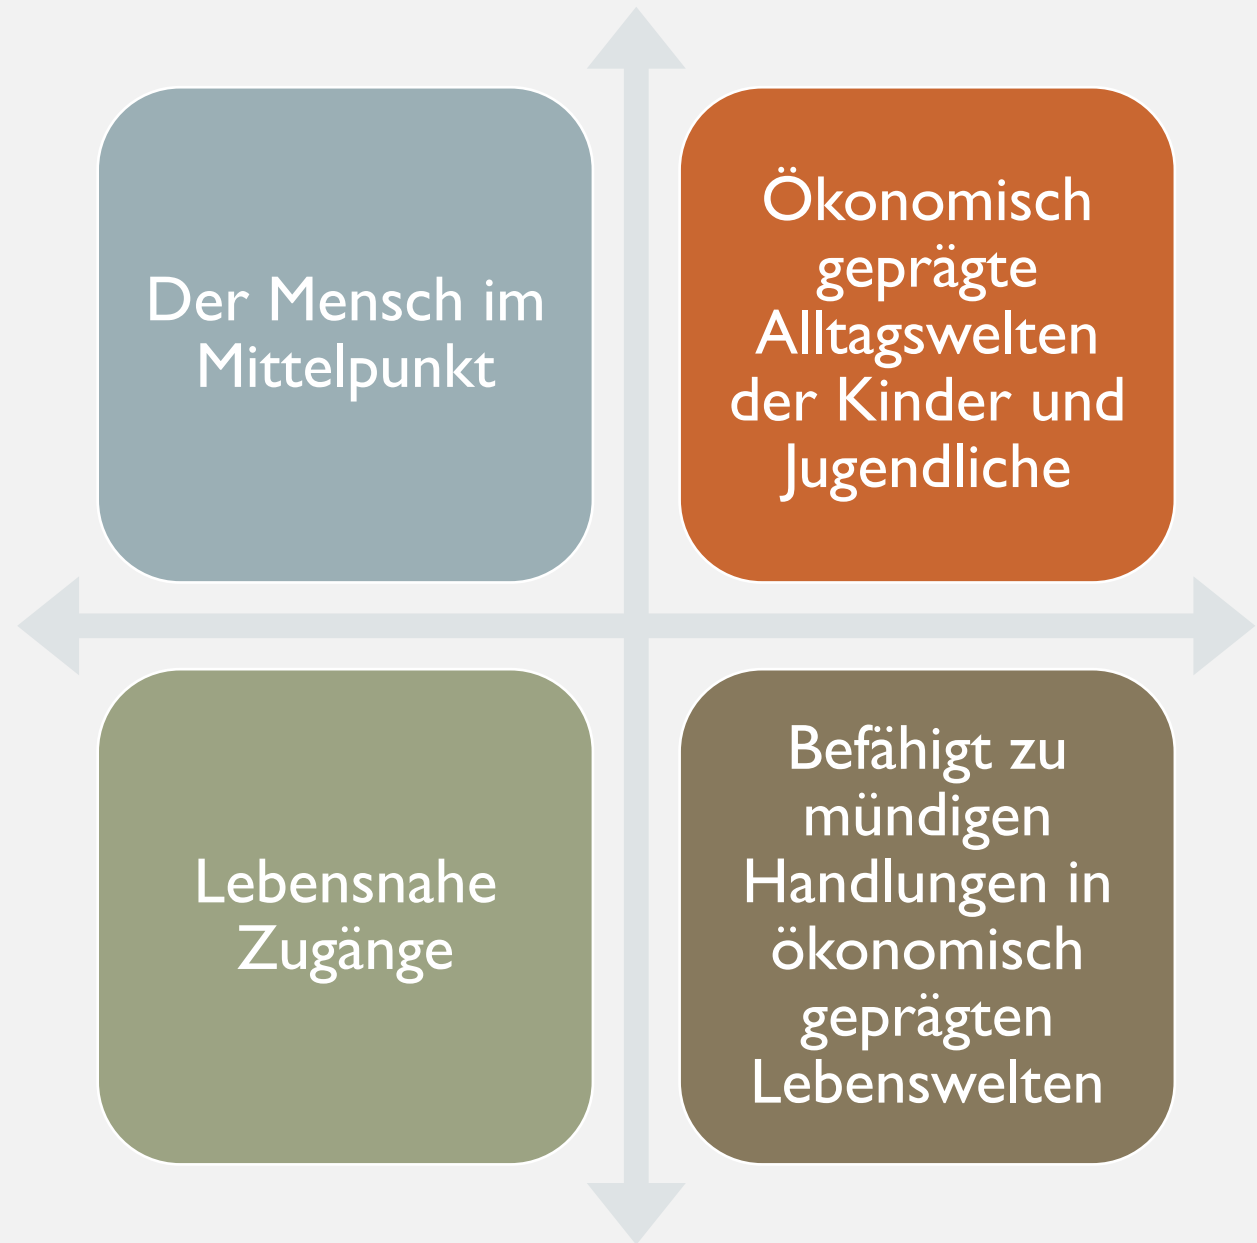 Der Mensch im
Mittelpunkt
Ökonomisch
geprägte
Alltagswelten
der Kinder und
Jugendliche
Lebensnahe
Zugänge
Befähigt zu
mündigen
Handlungen in
ökonomisch
geprägten
Lebenswelten